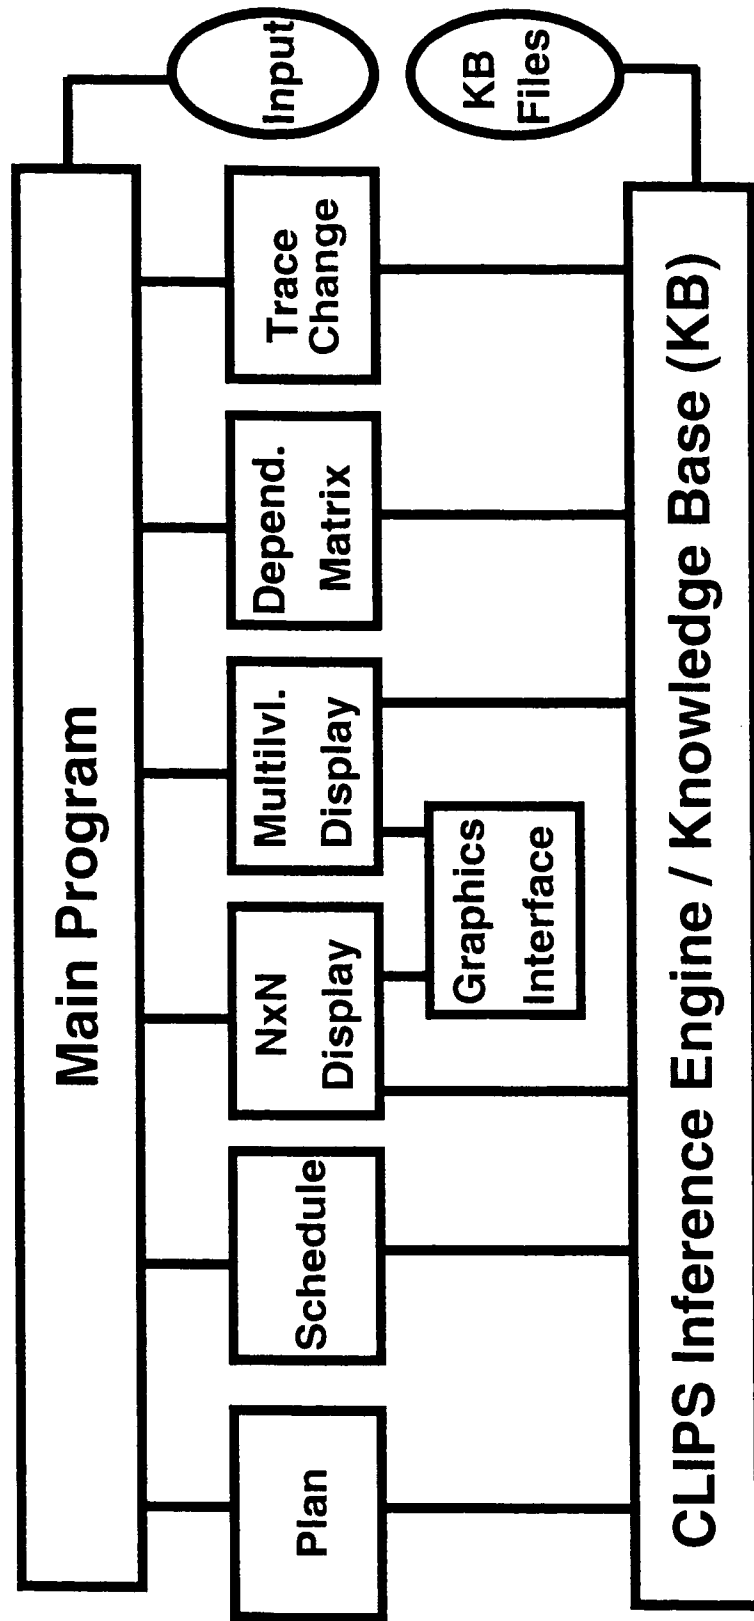 Main Program
Plan
Schedule
NxN
Display
Multilvl.
Display
Depend.
Matrix
Trace
Change
Input
Graphics
Interface
KB
Files
CLIPS Inference Engine / Knowledge Base (KB)